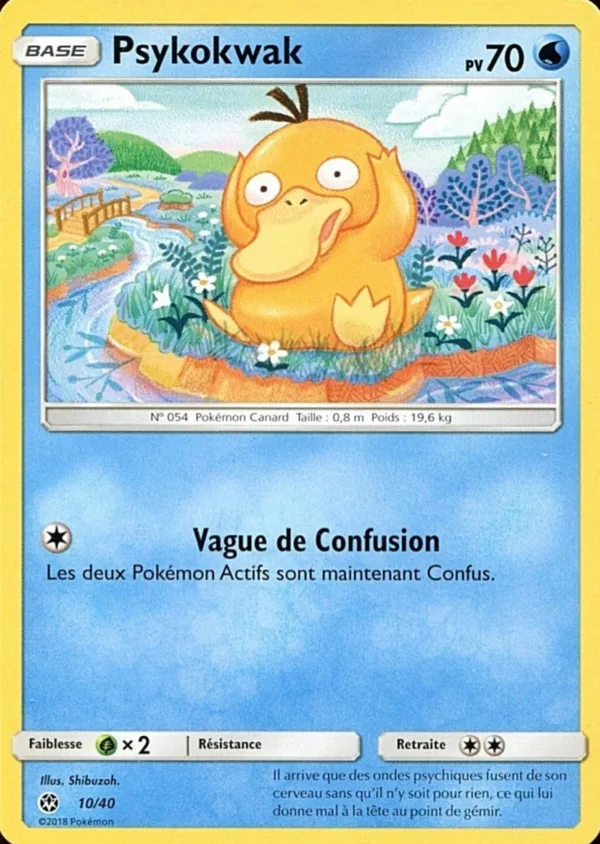 BASE Psykokwak PV 70
N° 054 Pokémon Canard Taille : 0,8 m Poids : 19,6 kg
Vague de Confusion
Les deux Pokémon Actifs sont maintenant Confus.
Faiblesse × 2 Résistance Retraite
Illus. Shibuzoh.
10/40
©2018 Pokémon
Il arrive que des ondes psychiques fusent de son
cerveau sans qu'il n'y soit pour rien, ce qui lui
donne mal à la tête au point de gémir.